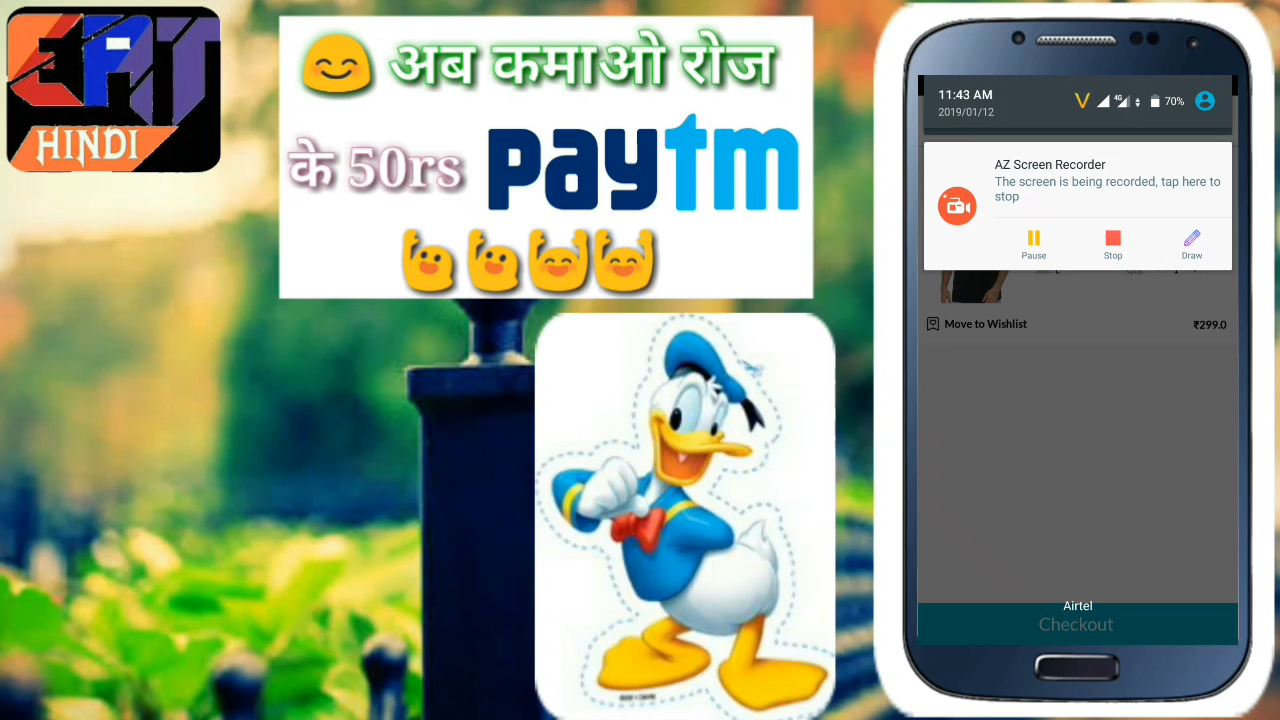 EAT
HINDI
अब कमाओ रोज
के 50rs paytm
11:43 AM
2019/01/12
4G
70%
AZ Screen Recorder
The screen is being recorded, tap here to
stop
Pause Stop Draw
Move to Wishlist ₹299.0
Airtel
Checkout